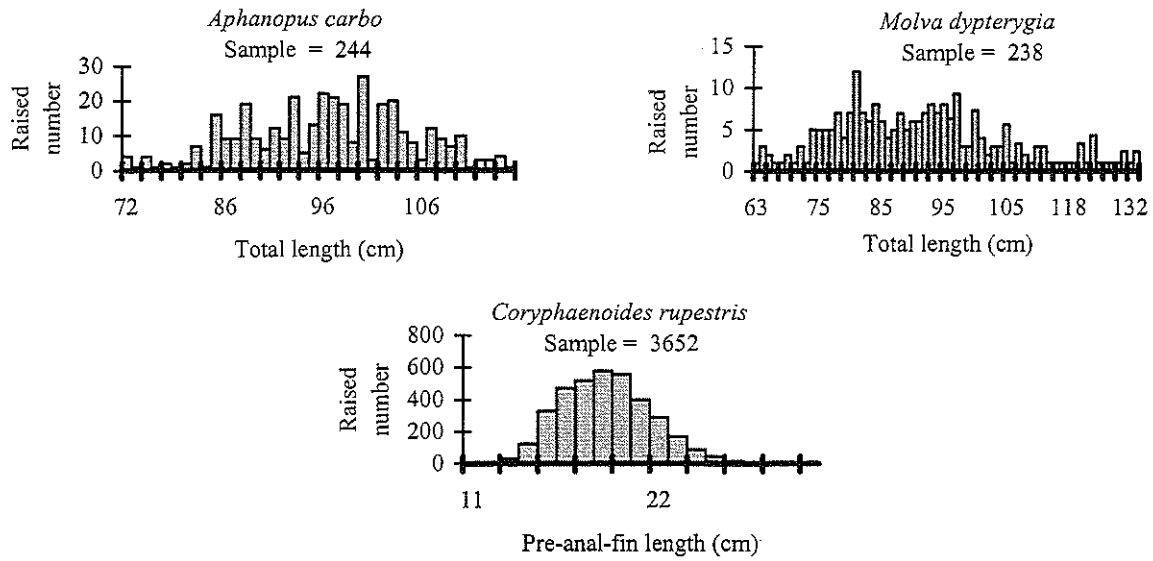 Aphanopus carbo
Sample = 244
Raised
number
30
20
10
0
72 86 96 106
Total length (cm)
Molva dypterygia
Sample = 238
Raised
number
15
10
5
0
63 75 85 95 105 118 132
Total length (cm)
Coryphaenoides rupestris
Sample = 3652
Raised
number
800
600
400
200
0
11 22
Pre-anal-fin length (cm)